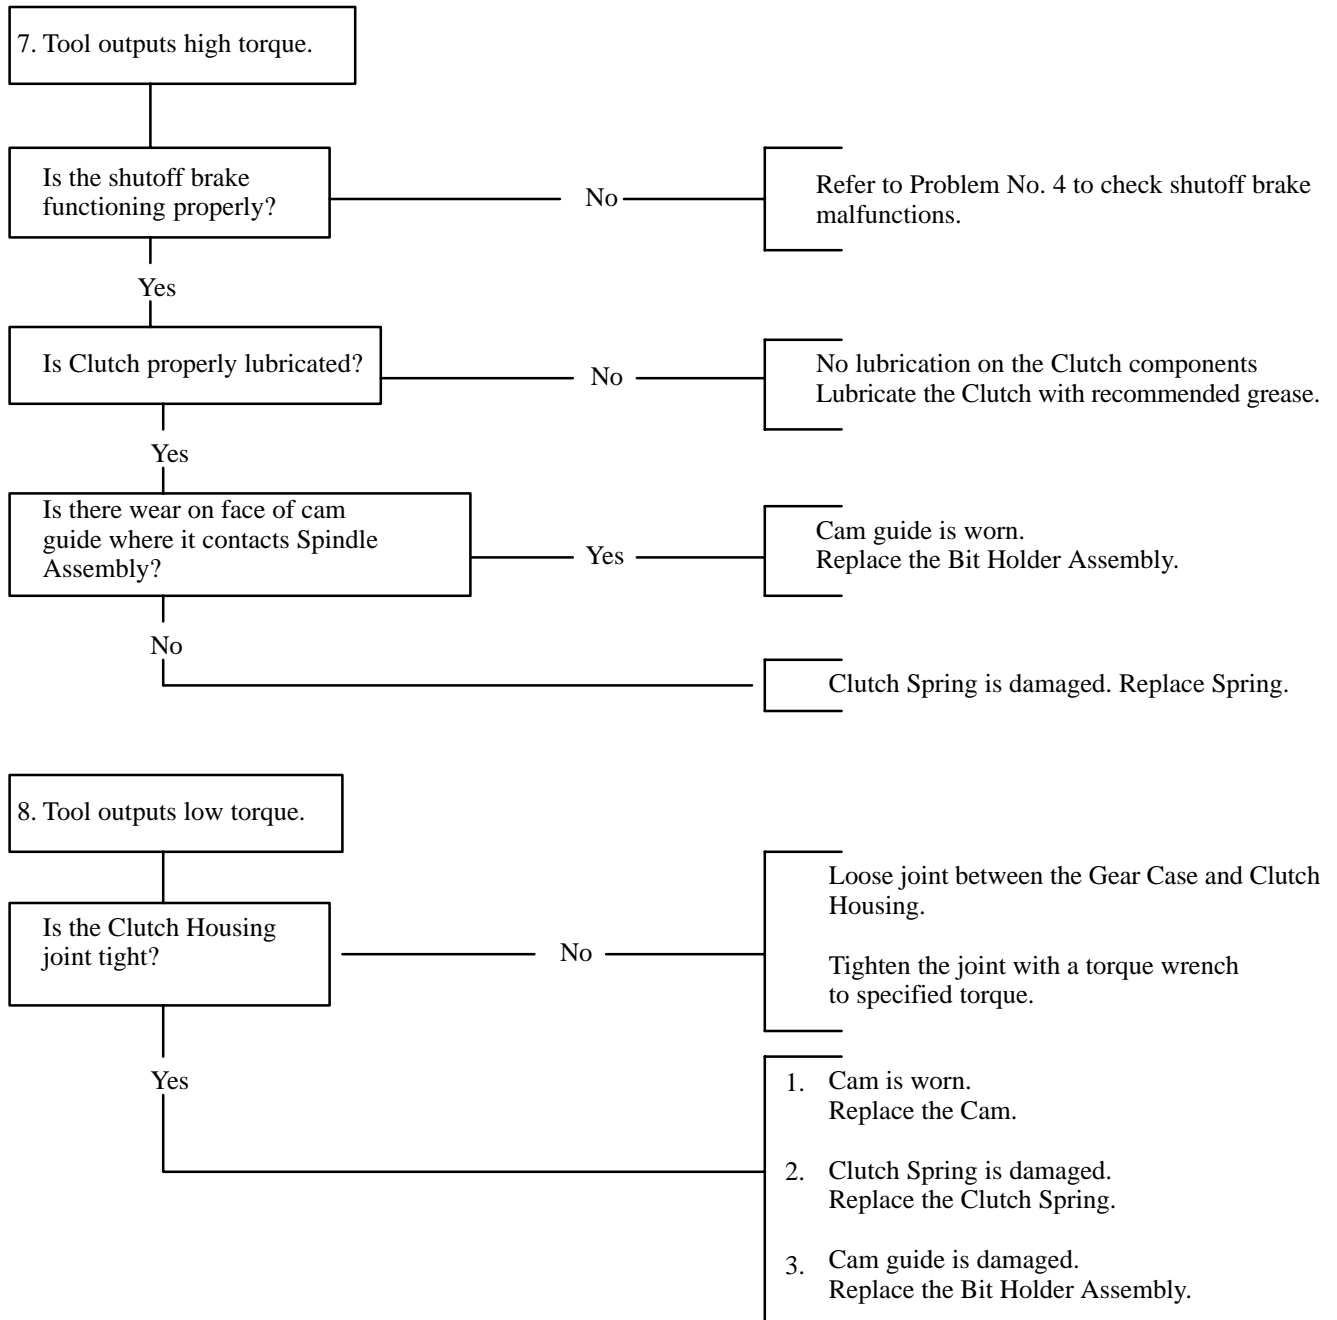 7. Tool outputs high torque.
Is the shutoff brake
functioning properly?
No
Refer to Problem No. 4 to check shutoff brake
malfunctions.
Yes
Is Clutch properly lubricated?
No
No lubrication on the Clutch components
Lubricate the Clutch with recommended grease.
Yes
Is there wear on face of cam
guide where it contacts Spindle
Assembly?
Yes
Cam guide is worn.
Replace the Bit Holder Assembly.
No
Clutch Spring is damaged. Replace Spring.
8. Tool outputs low torque.
Is the Clutch Housing
joint tight?
No
Loose joint between the Gear Case and Clutch
Housing.
Tighten the joint with a torque wrench
to specified torque.
Yes
1. Cam is worn.
Replace the Cam.
2. Clutch Spring is damaged.
Replace the Clutch Spring.
3. Cam guide is damaged.
Replace the Bit Holder Assembly.